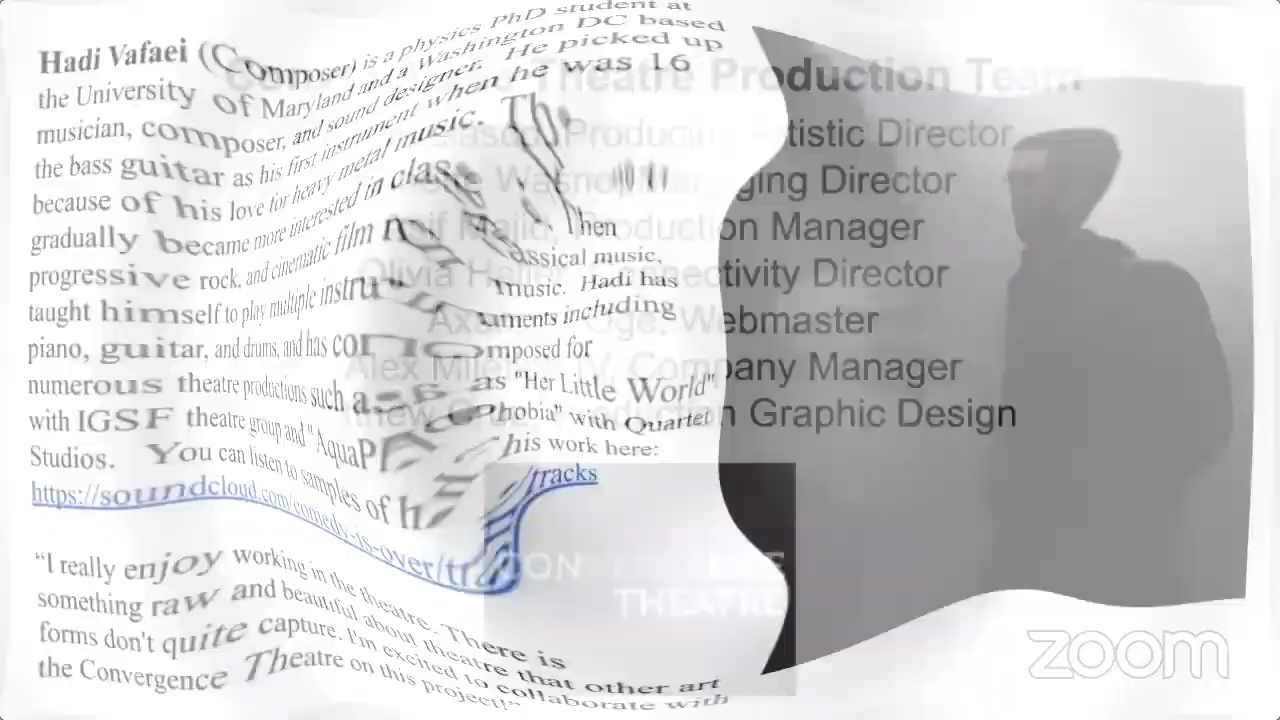 Hadi Vafaei (Composer) is a physics PhD student at
the University of Maryland and a Washington DC based
musician, composer, and sound designer. He picked up
the bass guitar as his first instrument when he was 16
because of his love for heavy metal music. Then
gradually became more interested in classical music,
progressive rock, and cinematic film music. Hadi has
taught himself to play multiple instruments including
piano, guitar, and drums, and has composed for
numerous theatre productions such as "Her Little World"
with IGSF theatre group and "AquaPhobia" with Quartet
Studios. You can listen to samples of his work here:
https://soundcloud.com/comedy-is-over/tracks
“I really enjoy working in the theatre. There is
something raw and beautiful about theatre that other art
forms don't quite capture. I'm excited to collaborate with
the Convergence Theatre on this project!”
Theatre Production Team
Producing Artistic Director
Managing Director
Production Manager
Olivia Connectivity Director
Webmaster
Alex Company Manager
Production Graphic Design
THEATRE
zoom